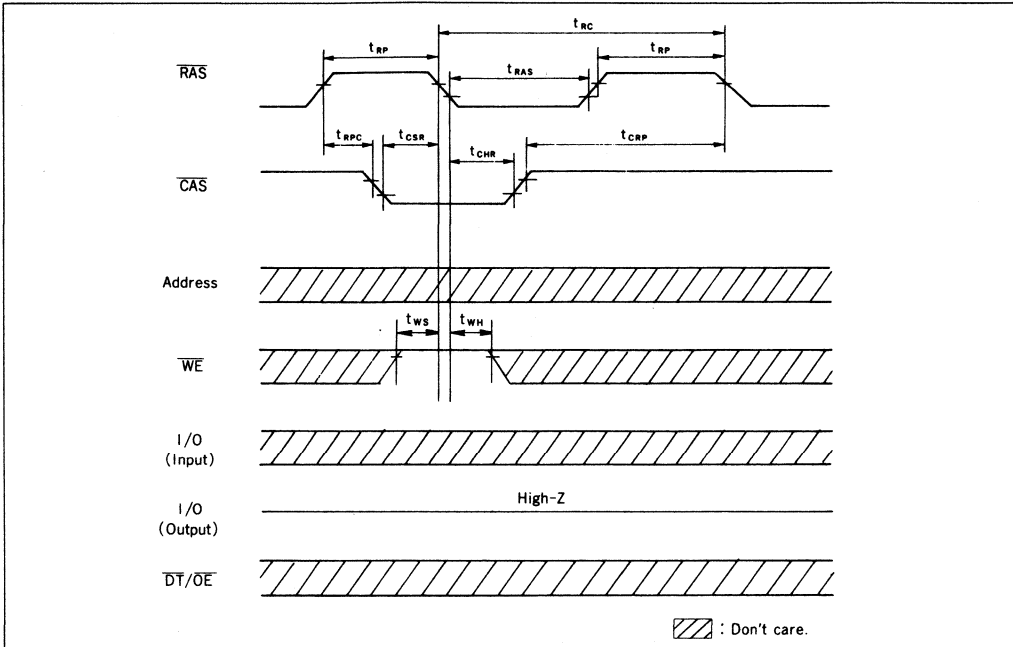 tRC
tRP
tRP
RAS
tRAS
tRPC
tCSR
tCHR
tCRP
CAS
Address
tWS
tWH
WE
I/O
(Input)
High-Z
I/O
(Output)
DT/OE
: Don't care.